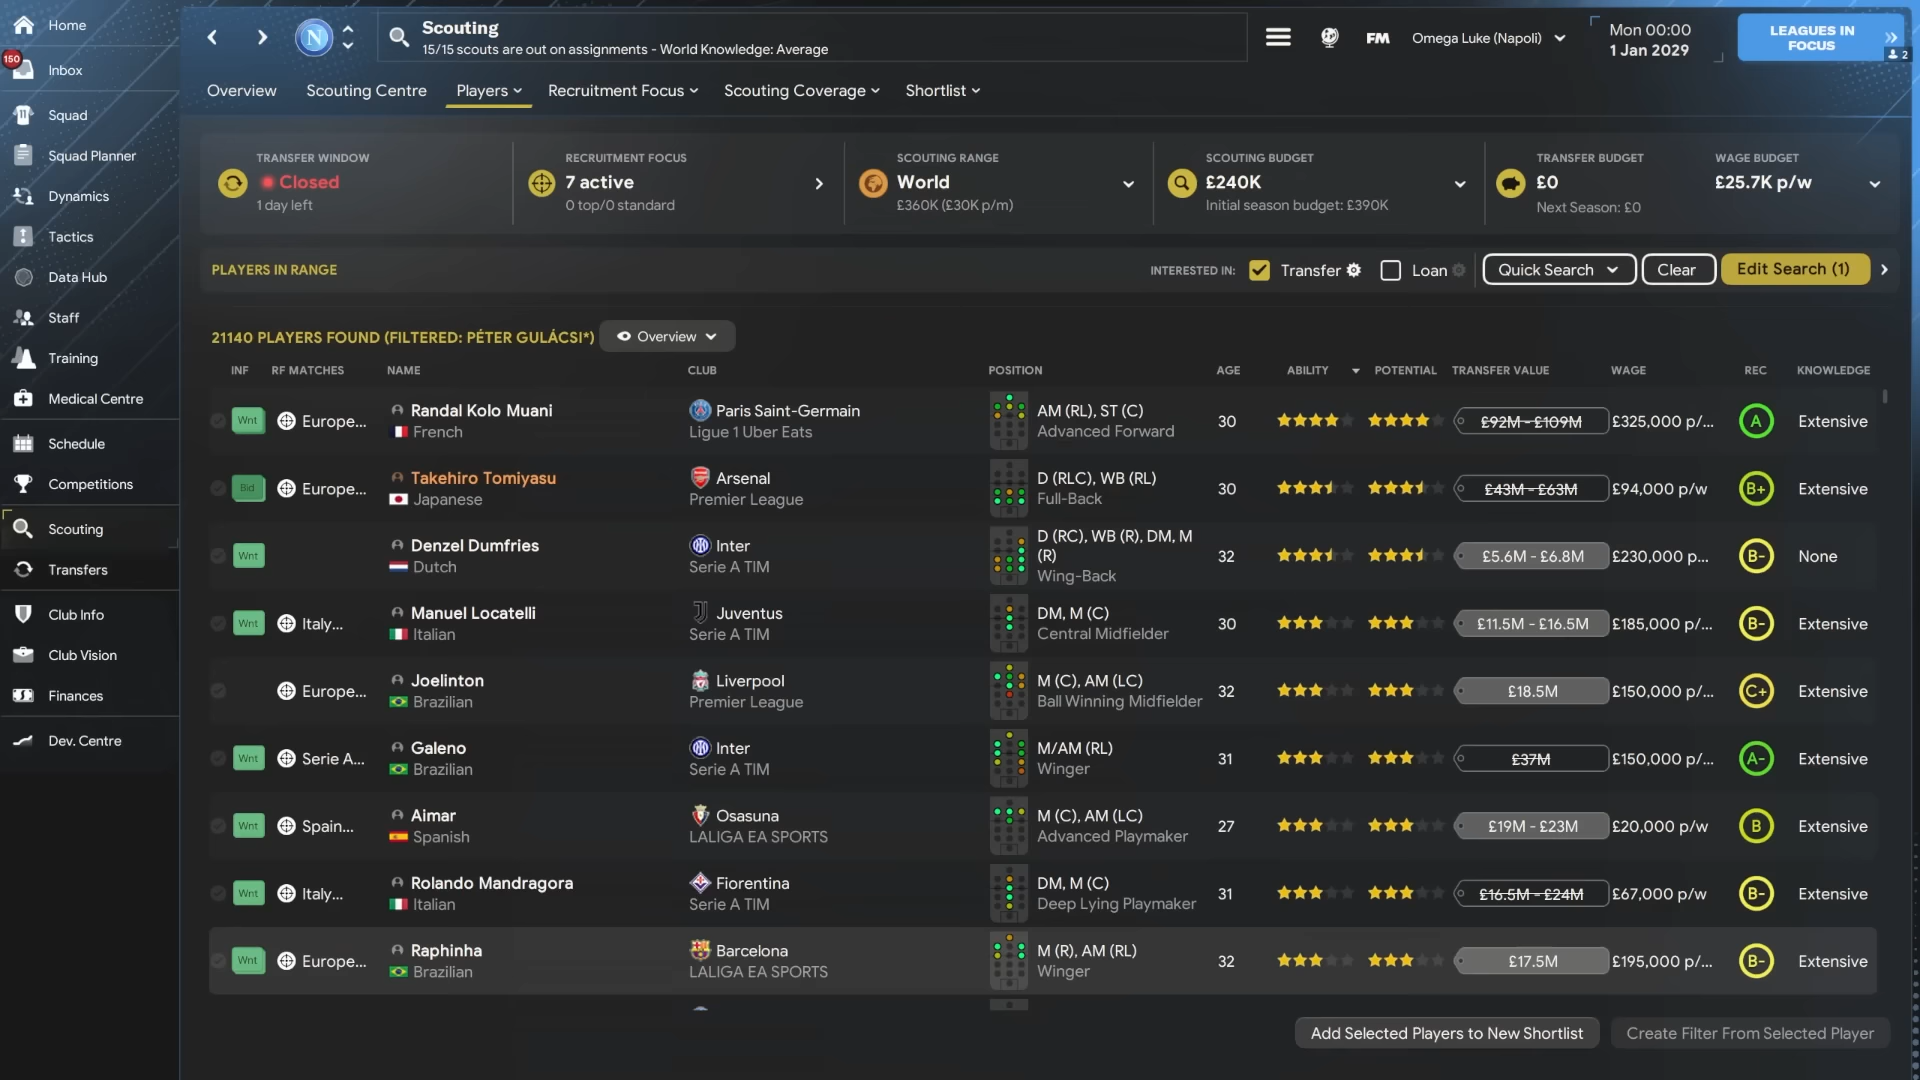 Home
150
Inbox
Squad
Squad Planner
Dynamics
Tactics
Data Hub
Staff
Training
Medical Centre
Schedule
Competitions
Scouting
Transfers
Club Info
Club Vision
Finances
Dev. Centre
N
Scouting
15/15 scouts are out on assignments - World Knowledge: Average
FM
Omega Luke (Napoli)
Mon 00:00
1 Jan 2029
LEAGUES IN
FOCUS
2
Overview Scouting Centre Players Recruitment Focus Scouting Coverage Shortlist
TRANSFER WINDOW
Closed
1 day left
RECRUITMENT FOCUS
7 active
0 top/0 standard
SCOUTING RANGE
World
£360K (£30K p/m)
SCOUTING BUDGET
£240K
Initial season budget: £390K
TRANSFER BUDGET
£0
Next Season: £0
WAGE BUDGET
£25.7K p/w
PLAYERS IN RANGE
INTERESTED IN: Transfer Loan Quick Search Clear Edit Search (1)
21140 PLAYERS FOUND (FILTERED: PÉTER GULÁCSI*) Overview
INF RF MATCHES NAME CLUB POSITION AGE ABILITY POTENTIAL TRANSFER VALUE WAGE REC KNOWLEDGE
Wnt Europe... Randal Kolo Muani Paris Saint-Germain AM (RL), ST (C) 30 £92M - £109M £325,000 p/... A Extensive
French Ligue 1 Uber Eats Advanced Forward
Bid Europe... Takehiro Tomiyasu Arsenal D (RLC), WB (RL) 30 £43M - £63M £94,000 p/w B+ Extensive
Japanese Premier League Full-Back
Wnt Denzel Dumfries Inter D (RC), WB (R), DM, M
(R) 32 £5.6M - £6.8M £230,000 p... B- None
Dutch Serie A TIM Wing-Back
Wnt Italy... Manuel Locatelli Juventus DM, M (C) 30 £11.5M - £16.5M £185,000 p/... B- Extensive
Italian Serie A TIM Central Midfielder
Europe... Joelinton Liverpool M (C), AM (LC) 32 £18.5M £150,000 p/... C+ Extensive
Brazilian Premier League Ball Winning Midfielder
Wnt Serie A... Galeno Inter M/AM (RL) 31 £37M £150,000 p/... A- Extensive
Brazilian Serie A TIM Winger
Wnt Spain... Aimar Osasuna M (C), AM (LC) 27 £19M - £23M £20,000 p/w B Extensive
Spanish LALIGA EA SPORTS Advanced Playmaker
Wnt Italy... Rolando Mandragora Fiorentina DM, M (C) 31 £16.5M - £24M £67,000 p/w B- Extensive
Italian Serie A TIM Deep Lying Playmaker
Wnt Europe... Raphinha Barcelona M (R), AM (RL) 32 £17.5M £195,000 p/... B- Extensive
Brazilian LALIGA EA SPORTS Winger
Add Selected Players to New Shortlist Create Filter From Selected Player